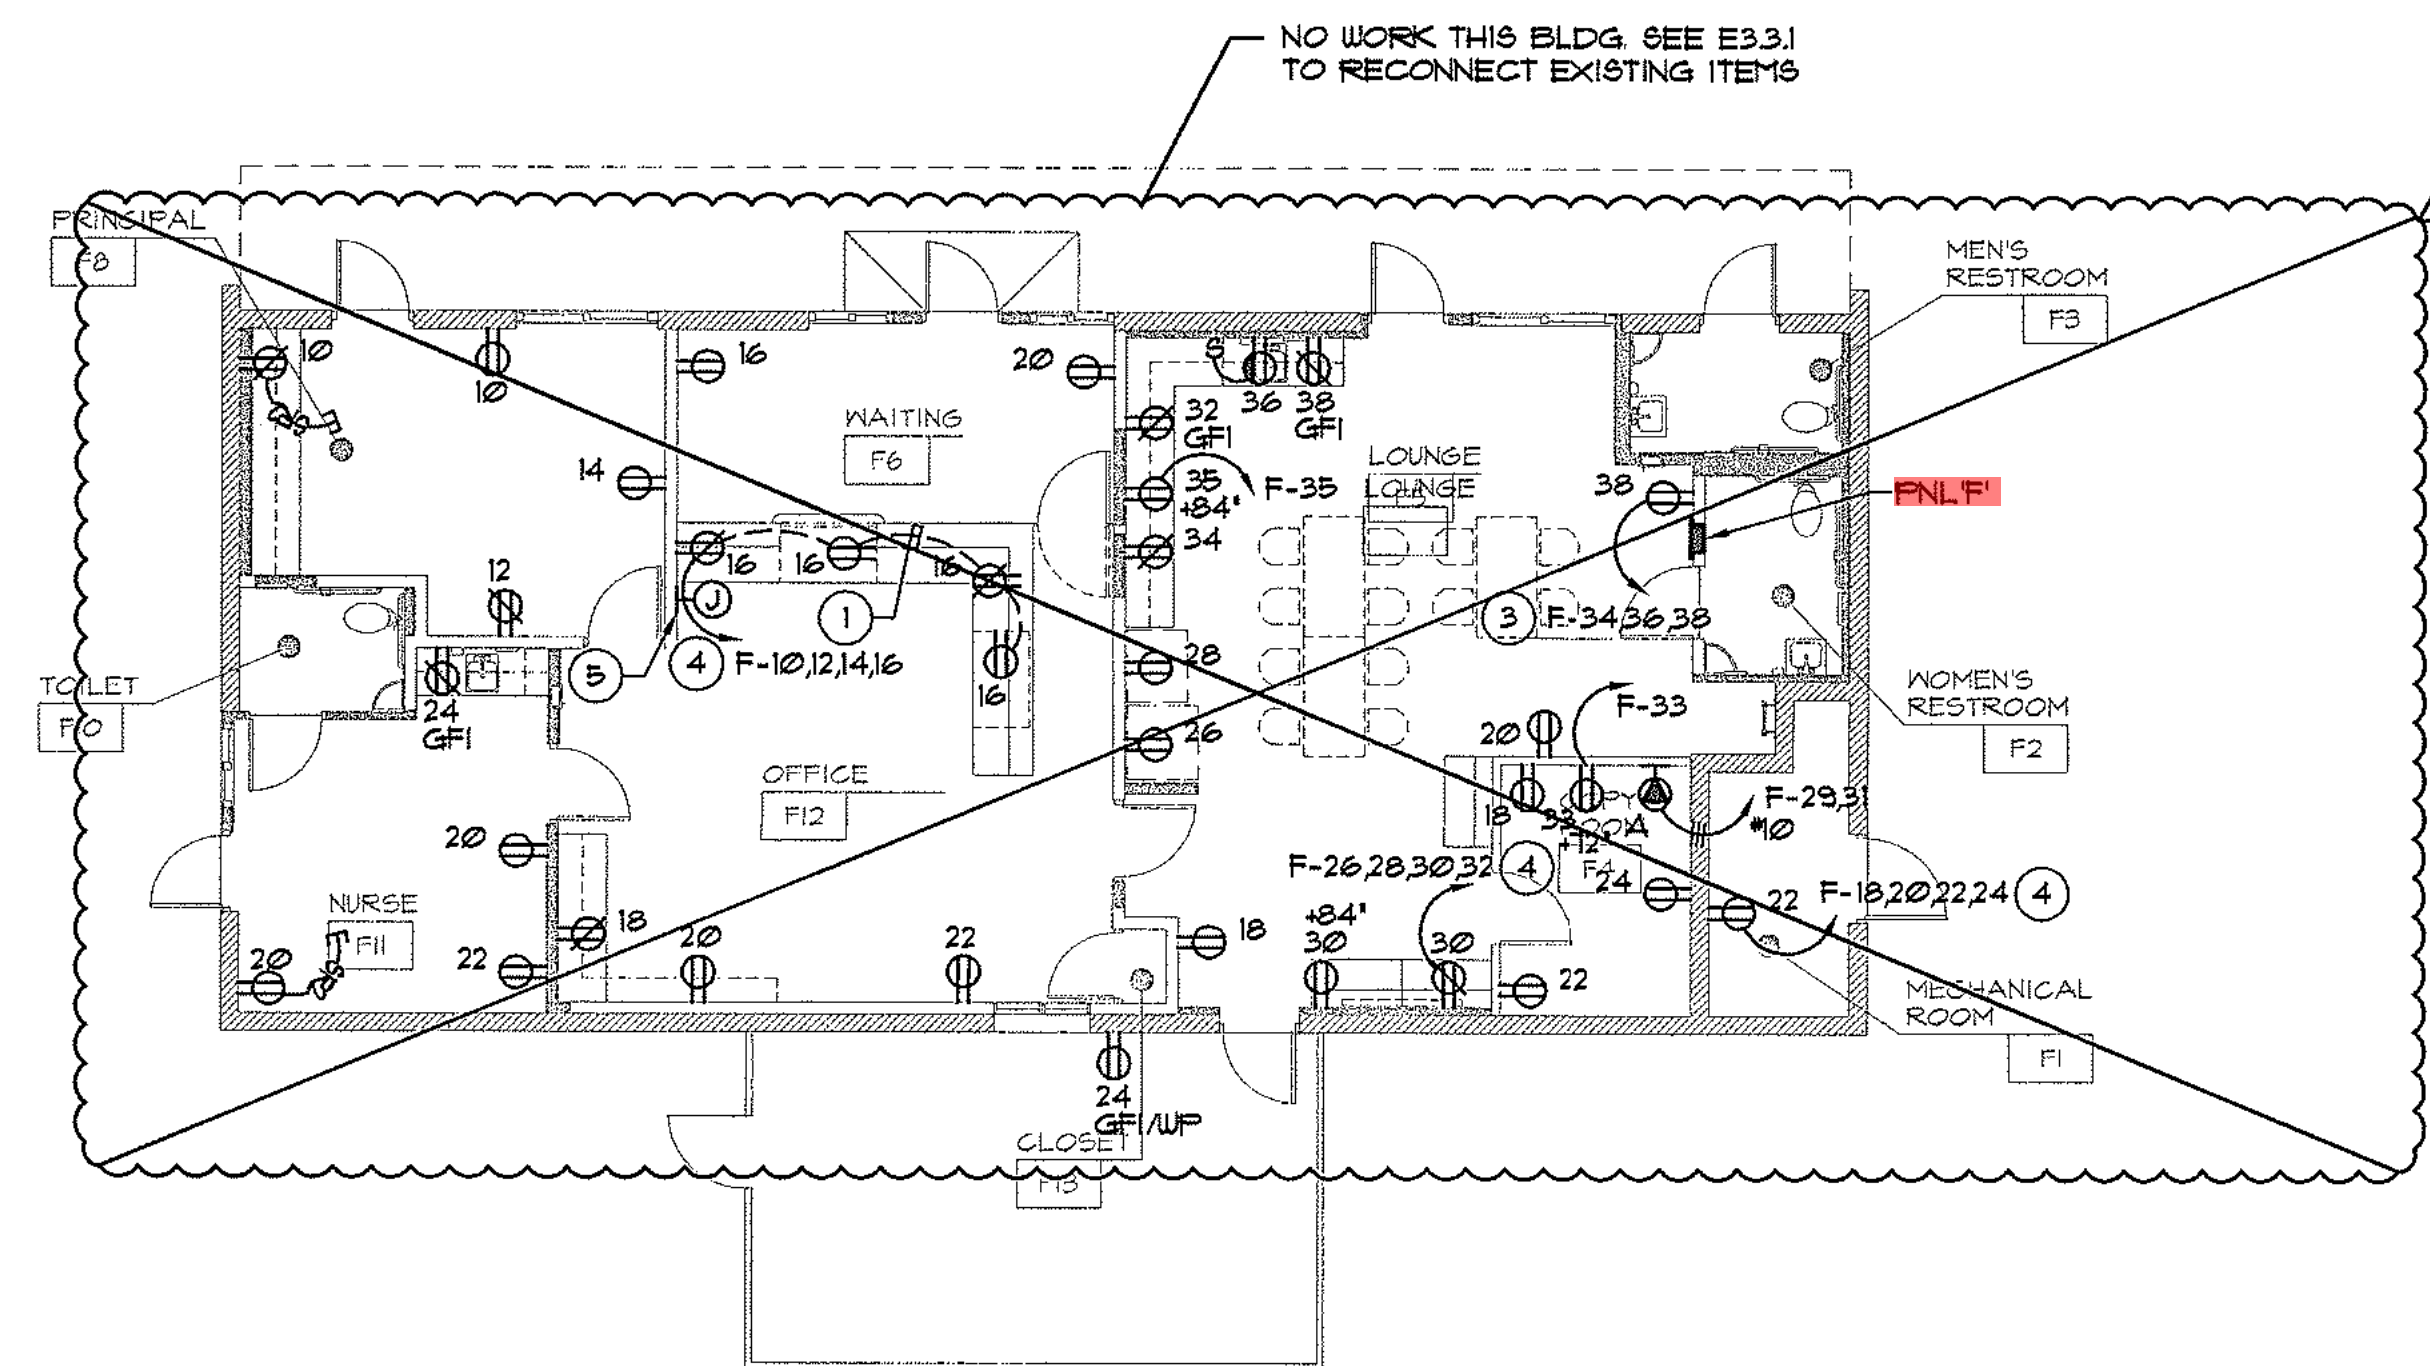 NO WORK THIS BLDG. SEE E3.3.1
TO RECONNECT EXISTING ITEMS
PRINCIPAL
F8
MEN'S
RESTROOM
F3
10
10
16
20
S
36
38
GFI
32
GFI
WAITING
F6
14
35
+84"
F-35
LOUNGE
LOUNGE
38
PNL 'F'
34
16
16
16
12
J
1
3
F-34,36,38
5
4
F-10,12,14,16
28
16
TOILET
F10
24
GFI
WOMEN'S
RESTROOM
F2
F-33
20
26
OFFICE
F12
18
33
+12"
A
F-29,31
#10
20
F-26,28,30,32
4
F4
24
22
F-18,20,22,24
4
NURSE
F11
18
+84"
30
30
18
20
22
20
22
22
MECHANICAL
ROOM
F1
24
GFI/WP
CLOSET
F13